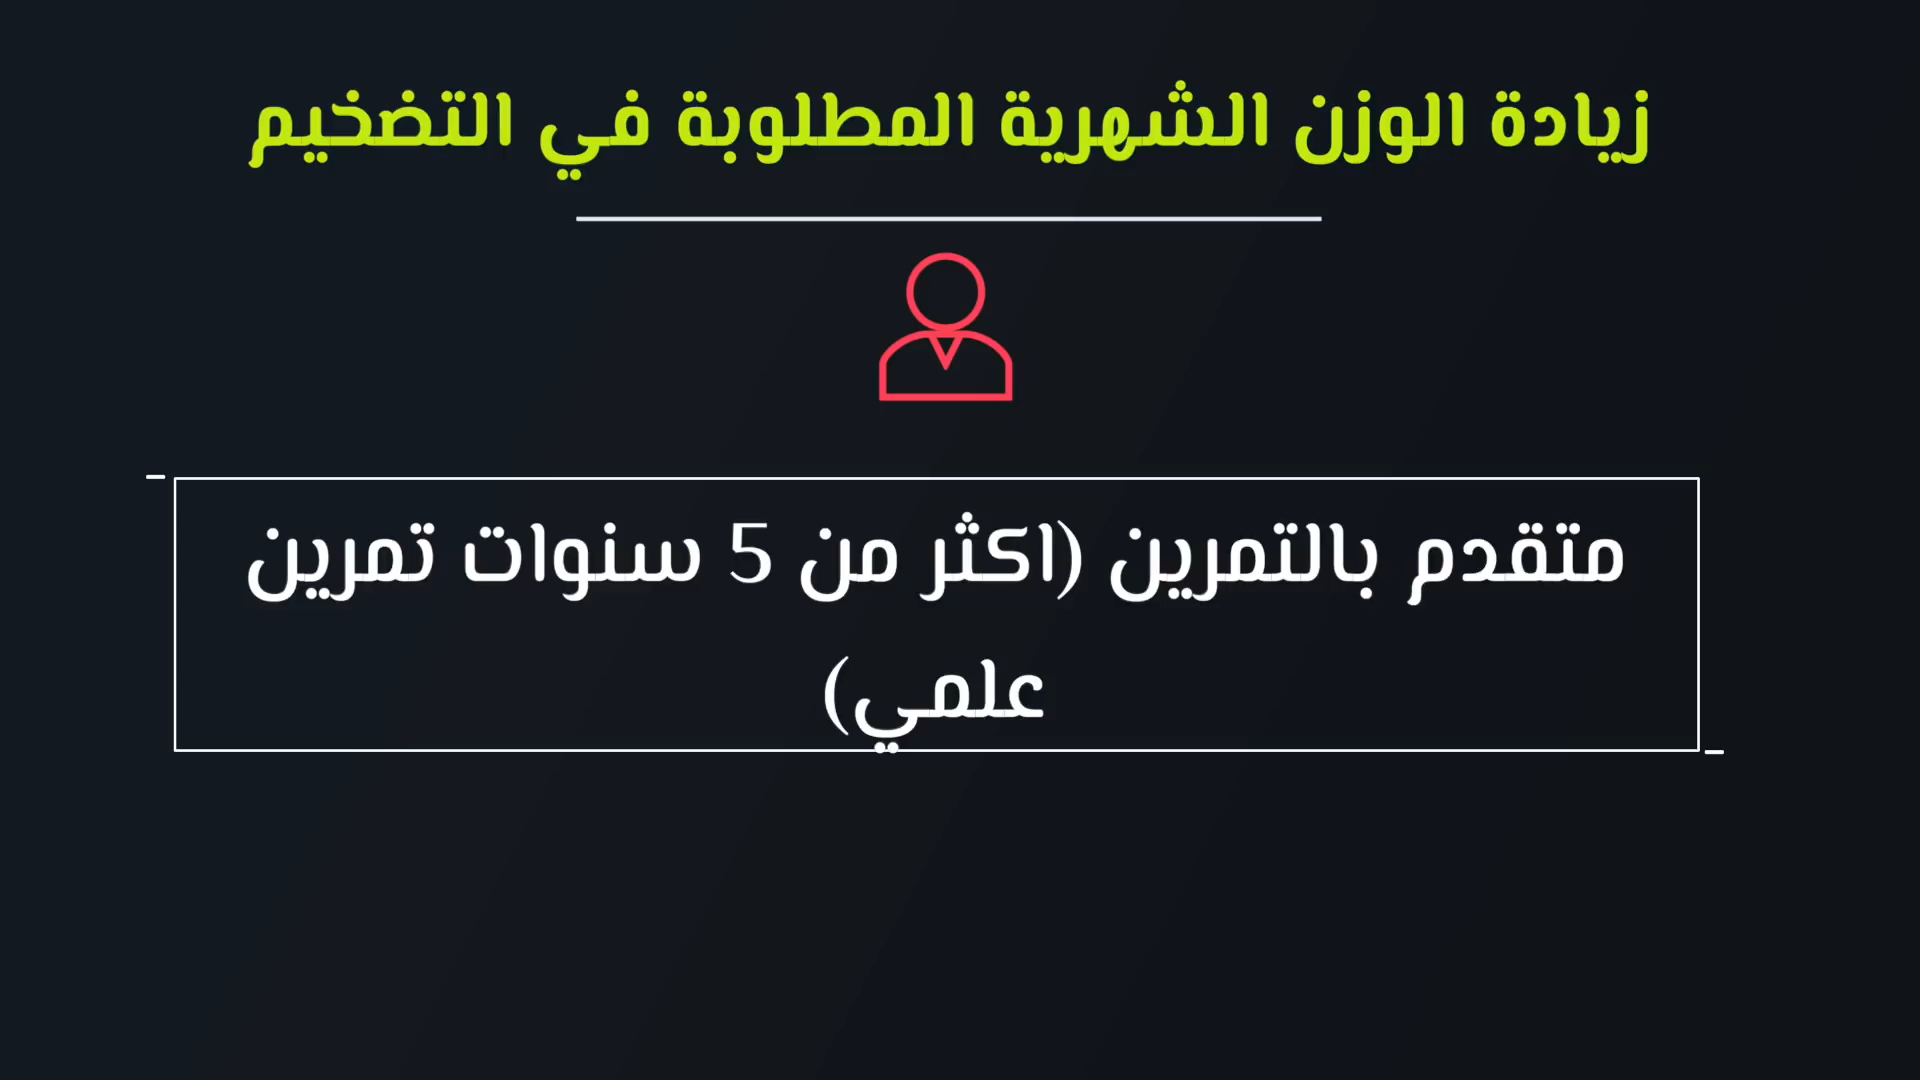 زيادة الوزن الشهرية المطلوبة في التضخيم
متقدم بالتمرين (اكثر من 5 سنوات تمرين
علمي)